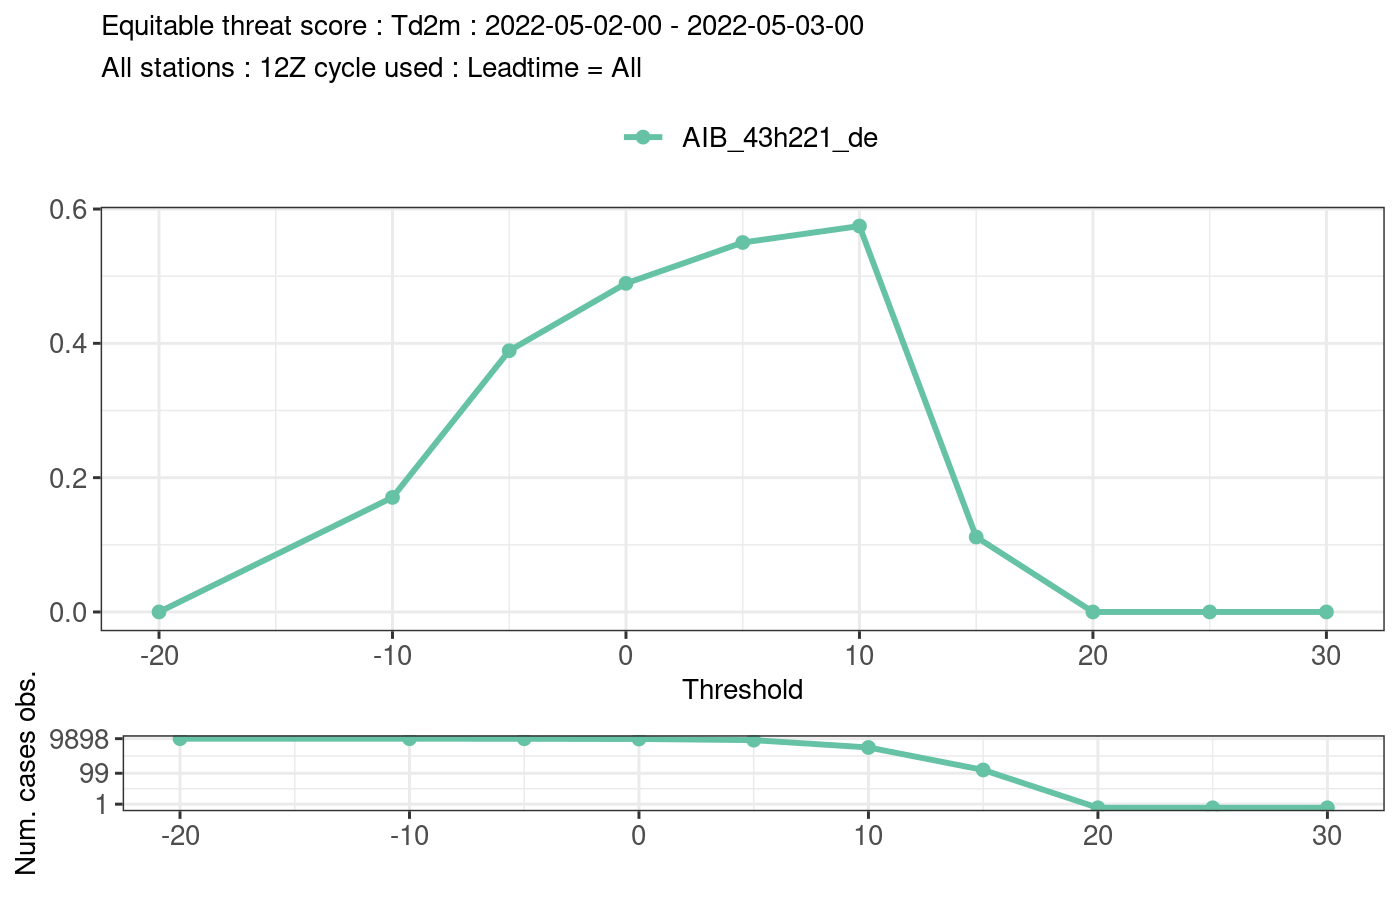 Equitable threat score : Td2m : 2022-05-02-00 - 2022-05-03-00
All stations : 12Z cycle used : Leadtime = All
AIB_43h221_de
0.6
0.4
0.2
0.0
-20 -10 0 10 20 30
Threshold
Num. cases obs.
9898
99
1
-20 -10 0 10 20 30